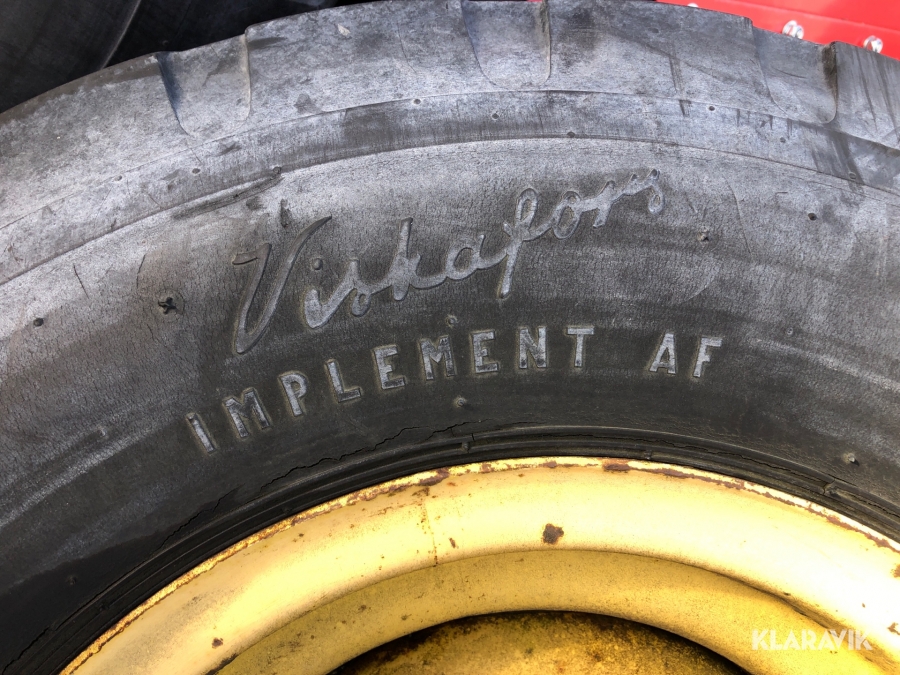 Viskafors
IMPLEMENT AF
KLARAVIK